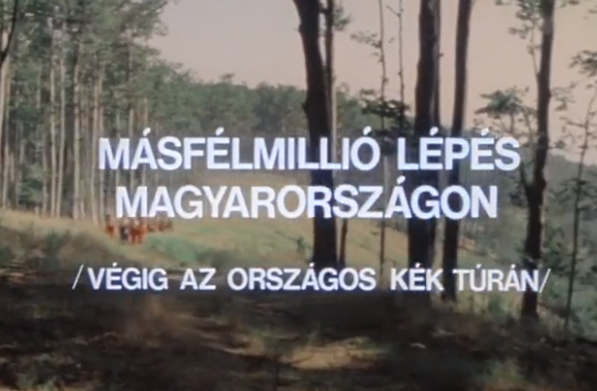 MÁSFÉLMILLIÓ LÉPÉS
MAGYARORSZÁGON
/VÉGIG AZ ORSZÁGOS KÉK TÚRÁN/